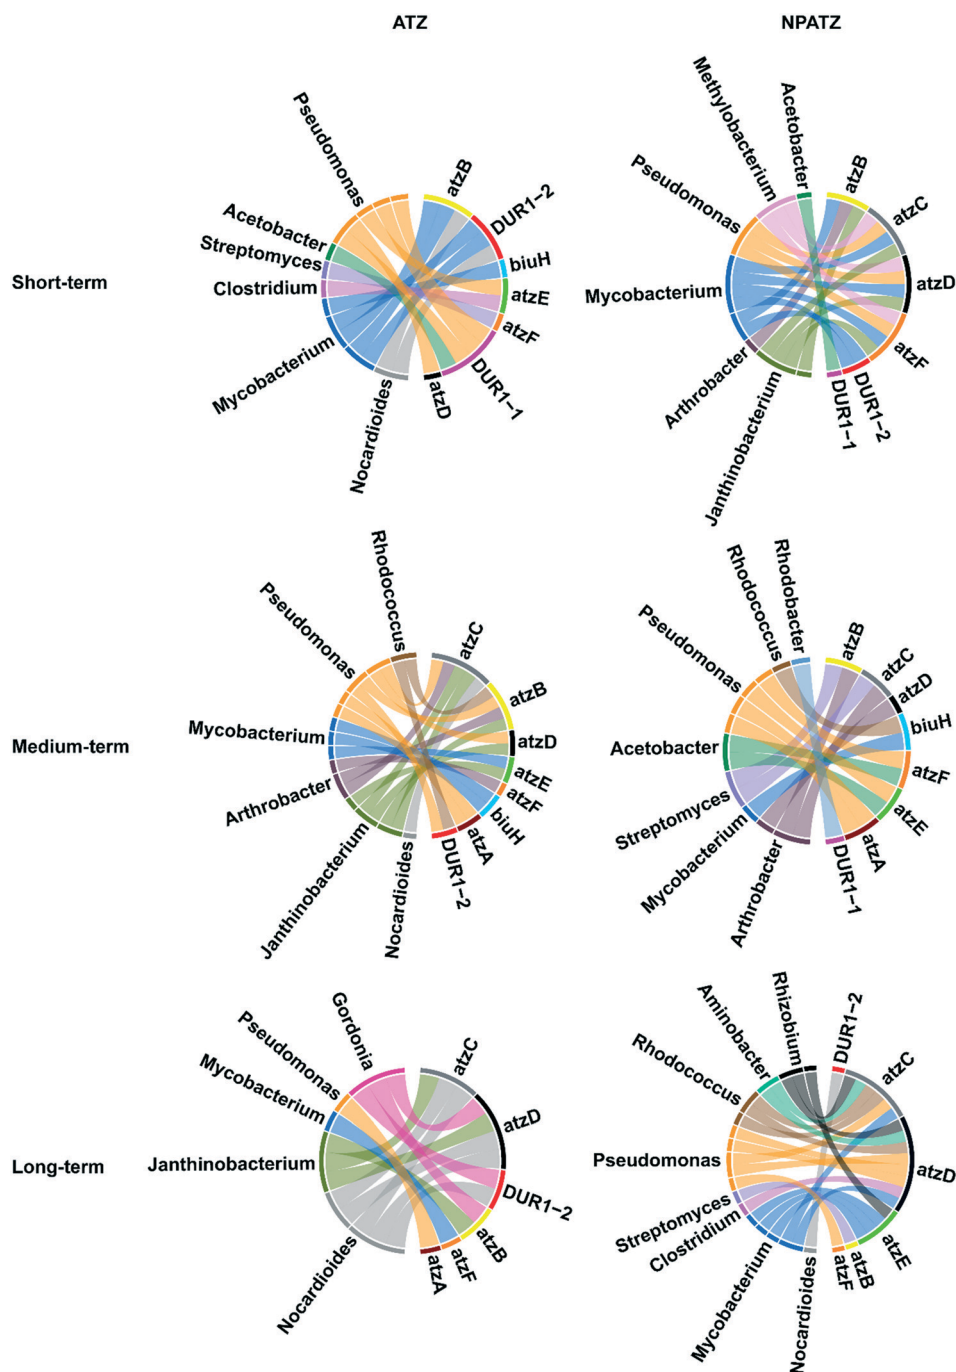 ATZ
NPATZ
Short-term
Pseudomonas
Acetobacter
Streptomyces
Clostridium
Mycobacterium
Nocardioides
atzB
DUR1-2
biuH
atzE
atzF
DUR1-1
atzD
Acetobacter
Methylobacterium
Pseudomonas
Mycobacterium
Arthrobacter
Janthinobacterium
atzB
atzC
atzD
atzF
DUR1-2
DUR1-1
Medium-term
Rhodococcus
Pseudomonas
Mycobacterium
Arthrobacter
Janthinobacterium
Nocardioides
atzC
atzB
atzD
atzE
atzF
biuH
atzA
DUR1-2
Rhodobacter
Rhodococcus
Pseudomonas
Acetobacter
Streptomyces
Mycobacterium
Arthrobacter
atzB
atzC
atzD
biuH
atzF
atzE
atzA
DUR1-1
Long-term
Gordonia
Pseudomonas
Mycobacterium
Janthinobacterium
Nocardioides
atzC
atzD
DUR1-2
atzB
atzF
atzA
Rhizobium
Aminobacter
Rhodococcus
Pseudomonas
Streptomyces
Clostridium
Mycobacterium
Nocardioides
DUR1-2
atzC
atzD
atzE
atzB
atzF